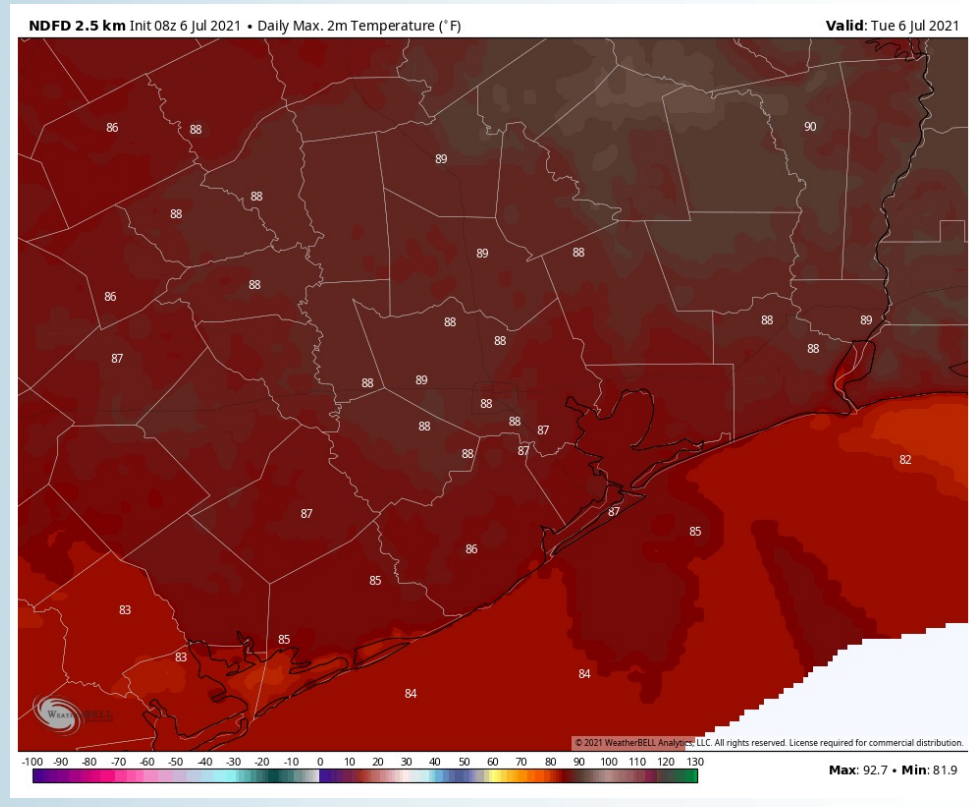 NDFD 2.5 km Init 08z 6 Jul 2021 • Daily Max. 2m Temperature (°F) Valid: Tue 6 Jul 2021
86 88 90
89
88
88
89 88
88
86
88 88 89
88 88
87
88 89
88
88 88 87
88 87
82
87 87
85
86
85
83
85
83
84
84
WEATHERBELL
© 2021 WeatherBELL Analytics, LLC. All rights reserved. License required for commercial distribution.
-100 -90 -80 -70 -60 -50 -40 -30 -20 -10 0 10 20 30 40 50 60 70 80 90 100 110 120 130
Max: 92.7 • Min: 81.9